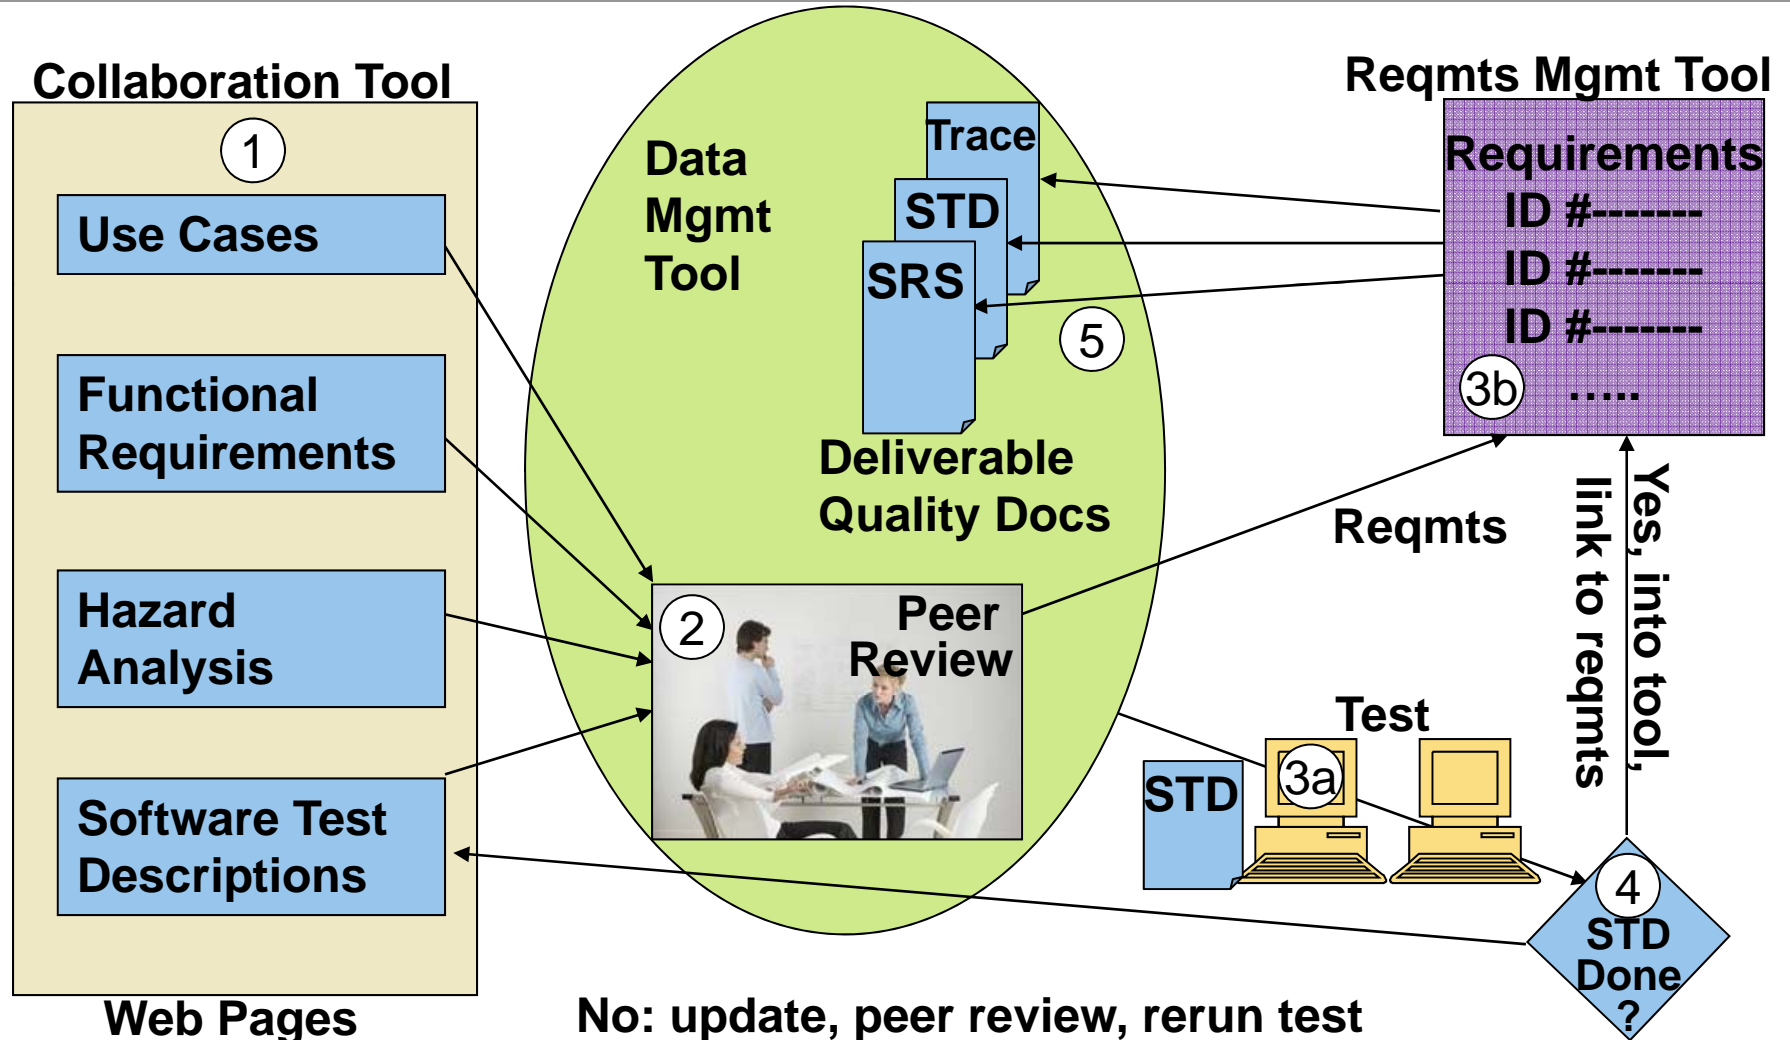 Collaboration Tool
1
Use Cases
Functional
Requirements
Hazard
Analysis
Software Test
Descriptions
Web Pages
Data
Mgmt
Tool
Trace
STD
SRS
5
Deliverable
Quality Docs
2
Peer
Review
Reqmts Mgmt Tool
Requirements
ID #-------
ID #-------
ID #-------
3b
.....
Reqmts
Yes, into tool,
link to reqmts
Test
STD
3a
4
STD
Done
?
No: update, peer review, rerun test